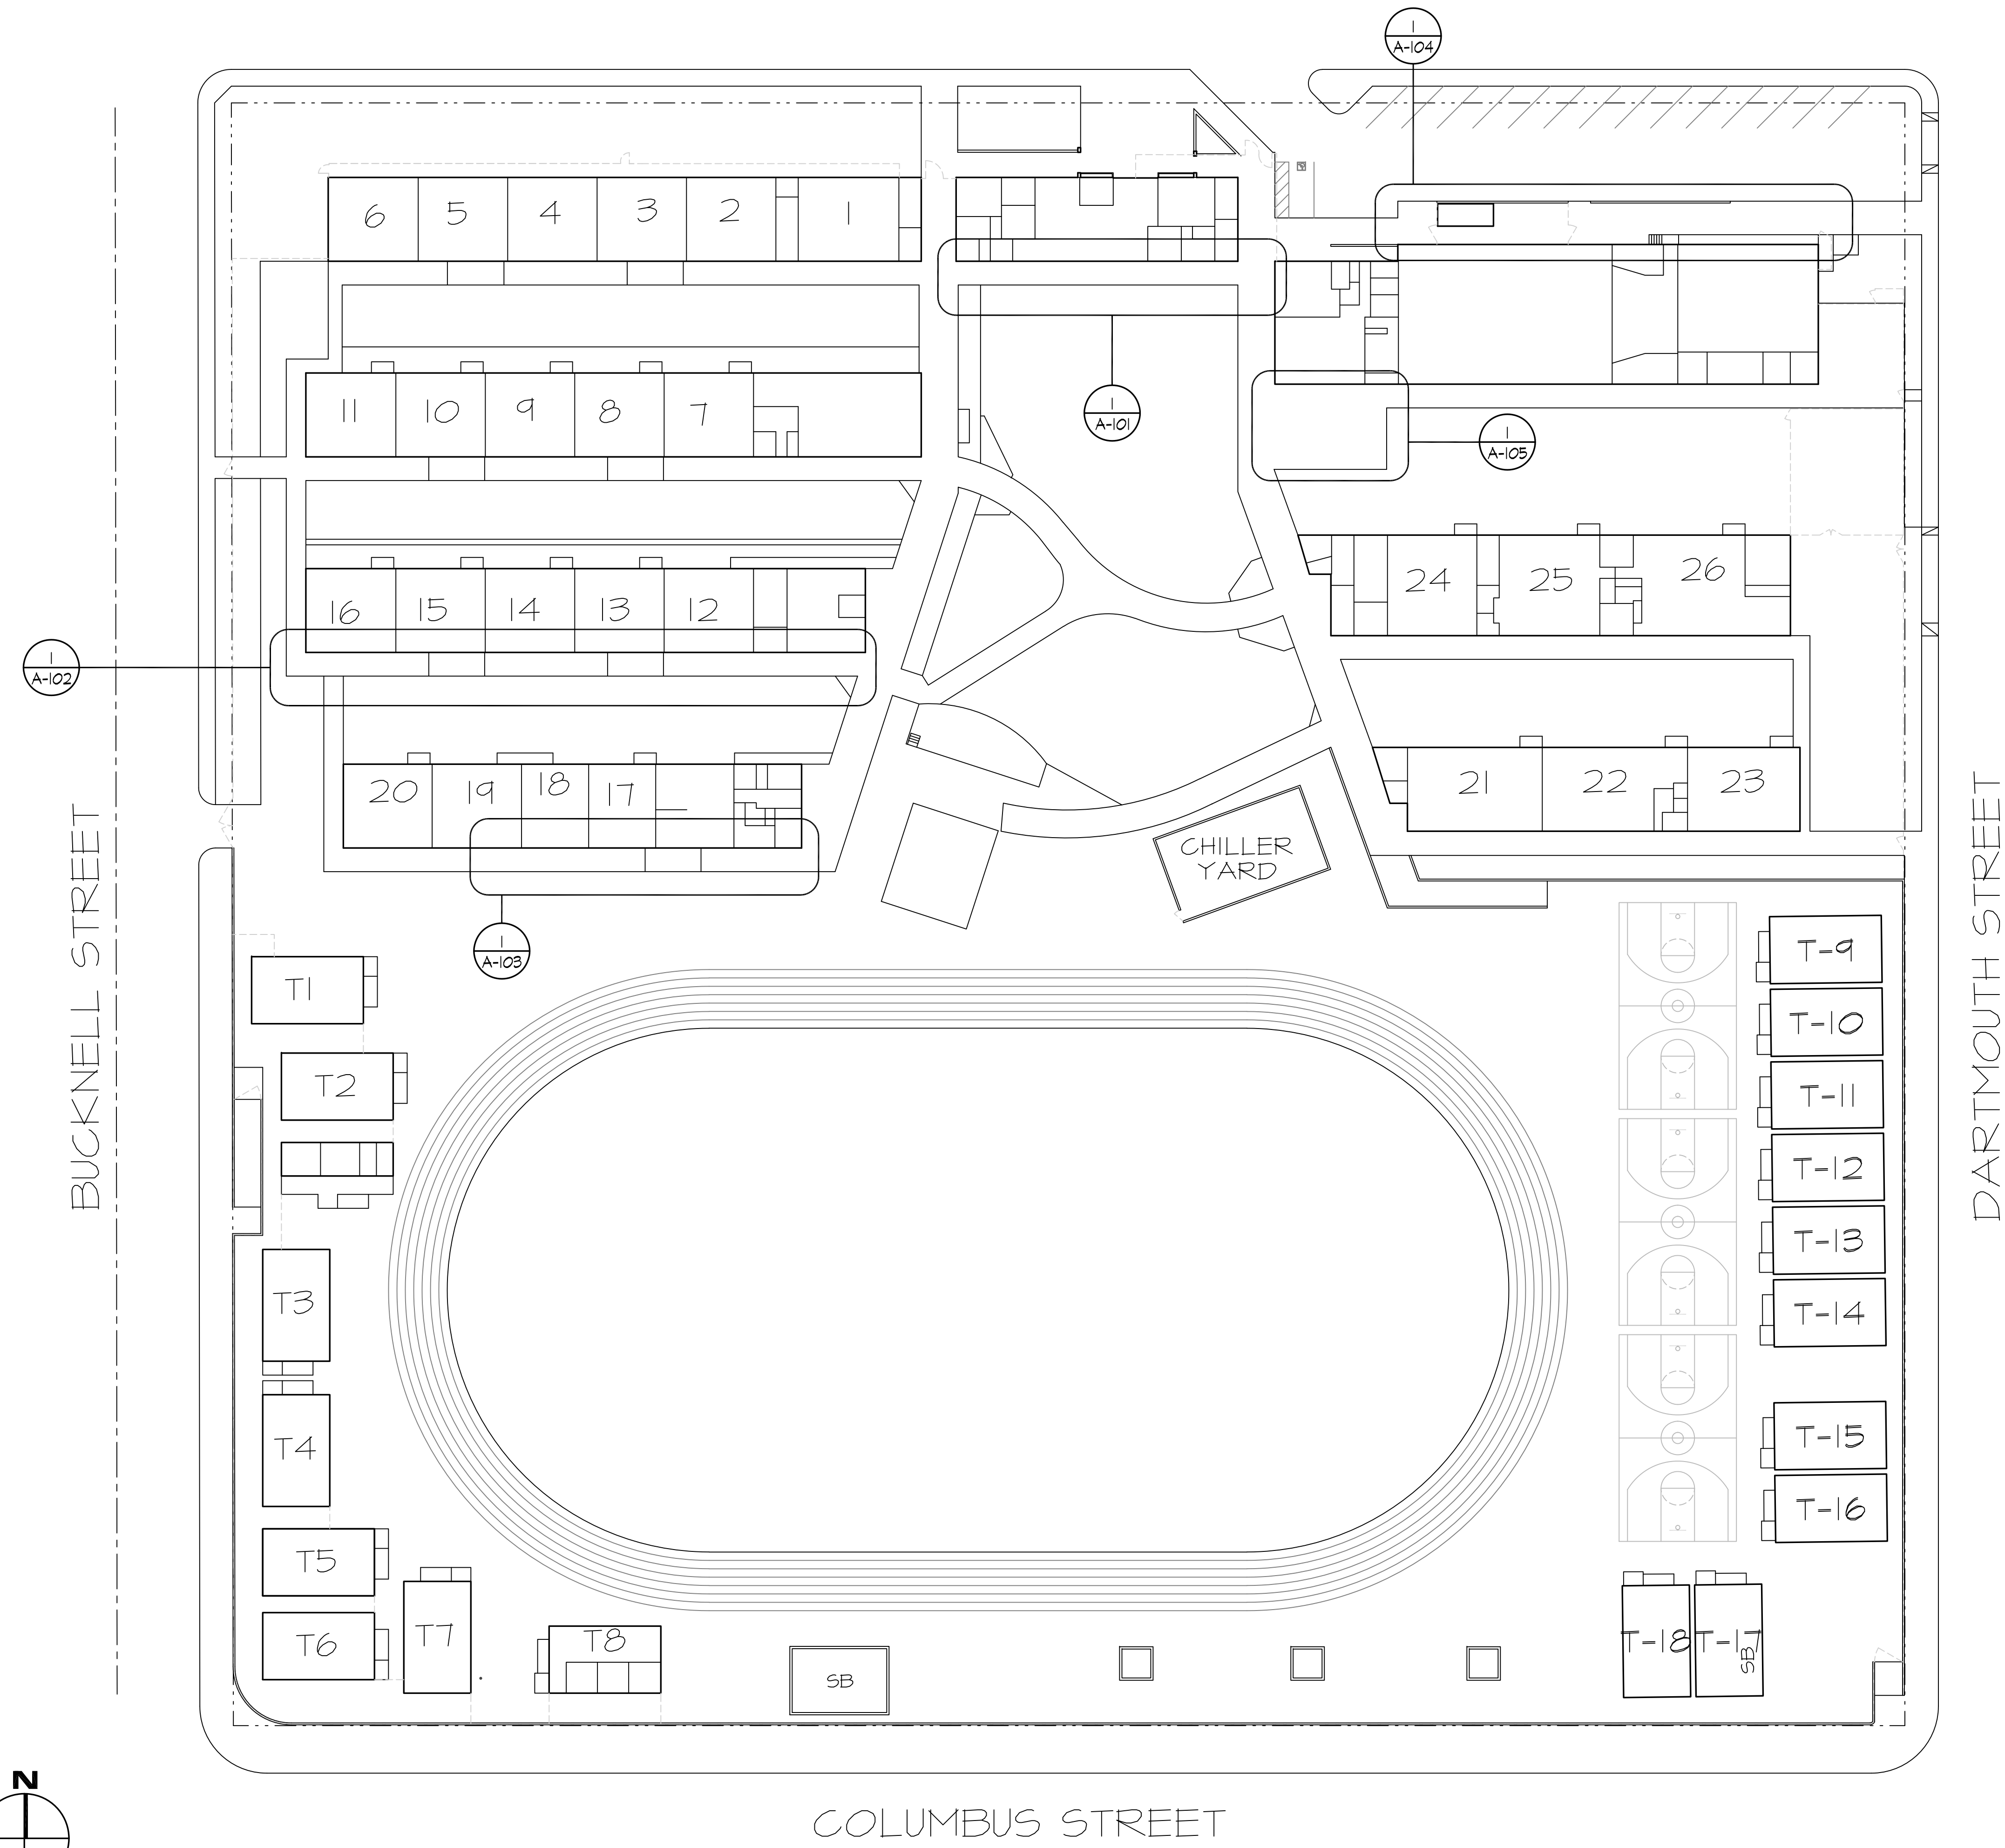 1
A-104
6 5 4 3 2 1
1
A-101
11 10 9 8 7
1
A-105
24 25 26
16 15 14 13 12
1
A-102
20 19 18 17
21 22 23
CHILLER
YARD
1
A-103
BUCKNELL STREET
DARTMOUTH STREET
T1
T-9
T-10
T2
T-11
T-12
T-13
T3
T-14
T4
T-15
T-16
T5
T6
T7
T8
SB
T-18
T-17
SB
N
COLUMBUS STREET